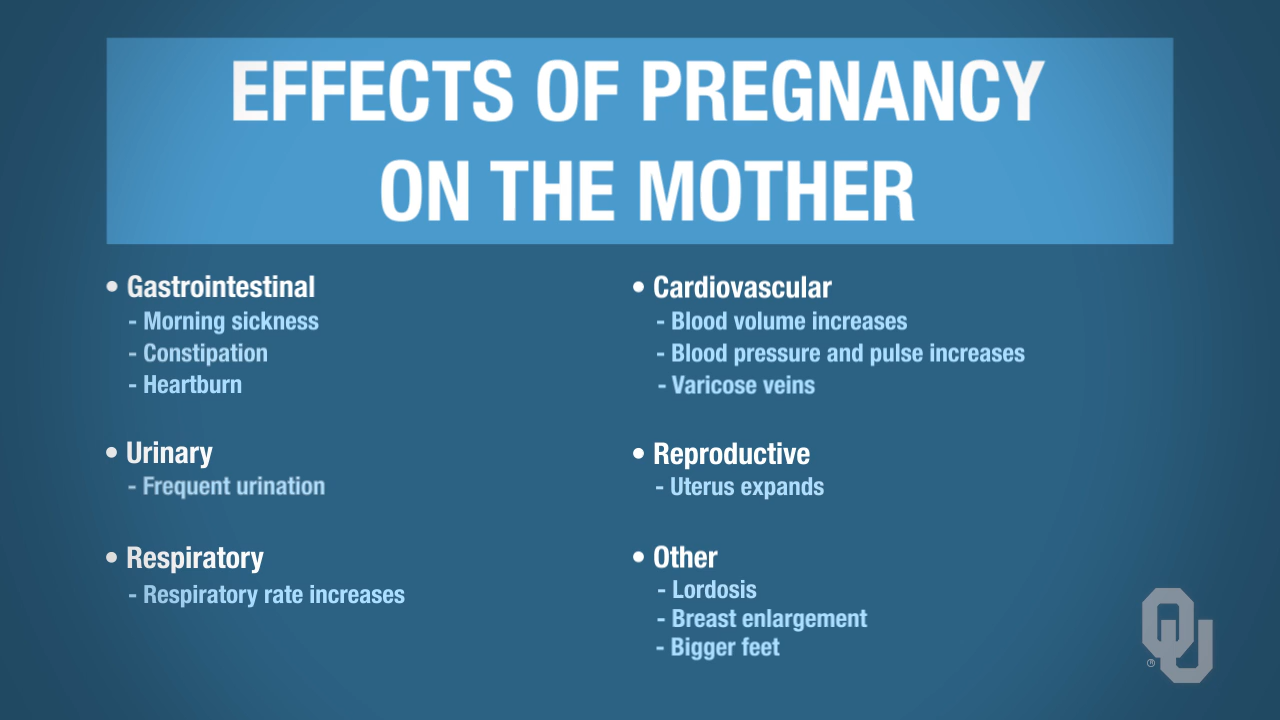 EFFECTS OF PREGNANCY
ON THE MOTHER
• Gastrointestinal
- Morning sickness
- Constipation
- Heartburn
• Urinary
- Frequent urination
• Respiratory
- Respiratory rate increases
• Cardiovascular
- Blood volume increases
- Blood pressure and pulse increases
- Varicose veins
• Reproductive
- Uterus expands
• Other
- Lordosis
- Breast enlargement
- Bigger feet
OU
®